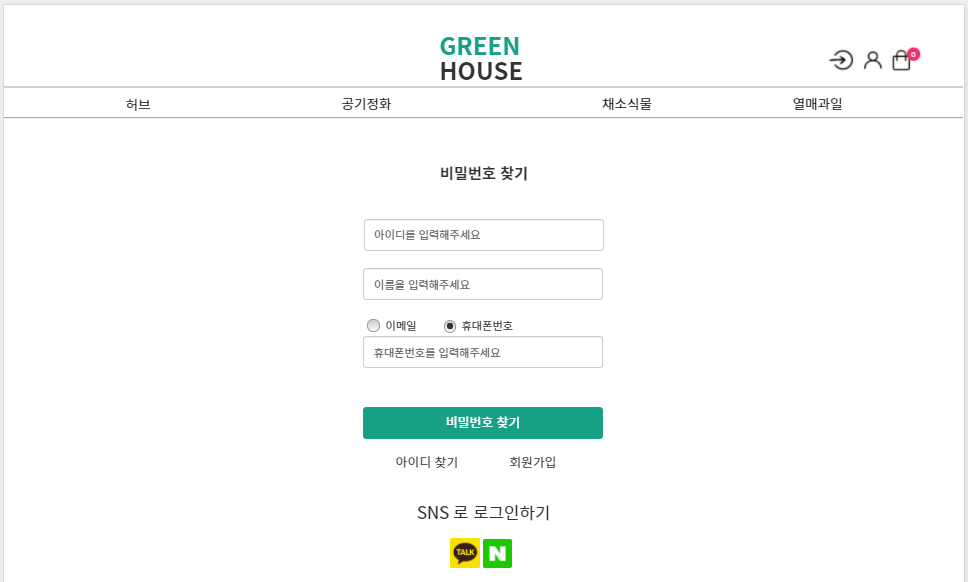 GREEN
HOUSE
0
허브 공기정화 채소식물 열매과일
비밀번호 찾기
아이디를 입력해주세요
이름을 입력해주세요
이메일 휴대폰번호
휴대폰번호를 입력해주세요
비밀번호 찾기
아이디 찾기 회원가입
SNS 로 로그인하기
TALK N